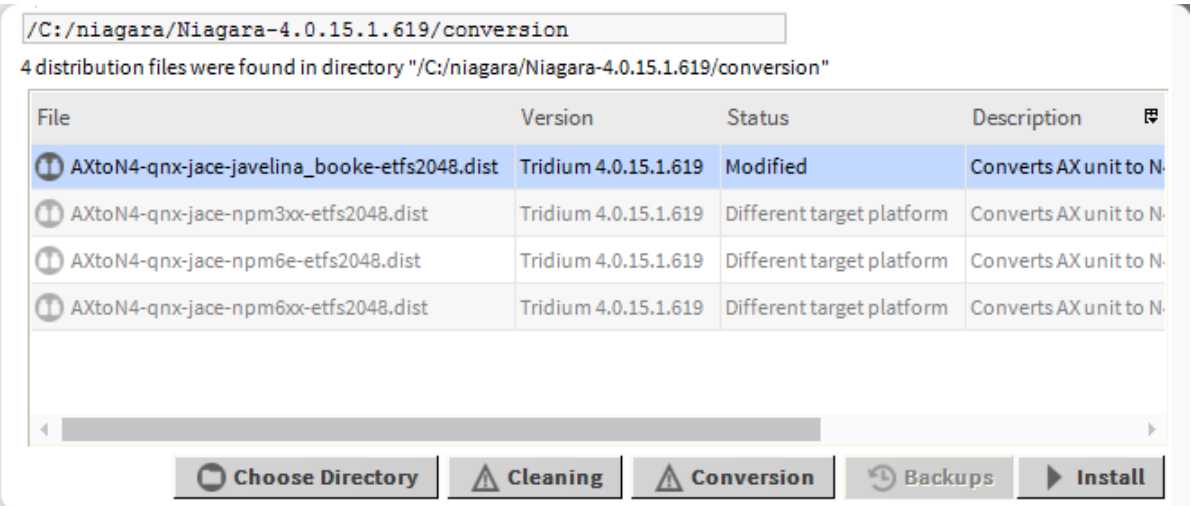 /C:/niagara/Niagara-4.0.15.1.619/conversion
4 distribution files were found in directory "/C:/niagara/Niagara-4.0.15.1.619/conversion"
File Version Status Description
AXtoN4-qnx-jace-javelina_booke-etfs2048.dist Tridium 4.0.15.1.619 Modified Converts AX unit to N4
AXtoN4-qnx-jace-npm3xx-etfs2048.dist Tridium 4.0.15.1.619 Different target platform Converts AX unit to N4
AXtoN4-qnx-jace-npm6e-etfs2048.dist Tridium 4.0.15.1.619 Different target platform Converts AX unit to N4
AXtoN4-qnx-jace-npm6xx-etfs2048.dist Tridium 4.0.15.1.619 Different target platform Converts AX unit to N4
Choose Directory Cleaning Conversion Backups Install